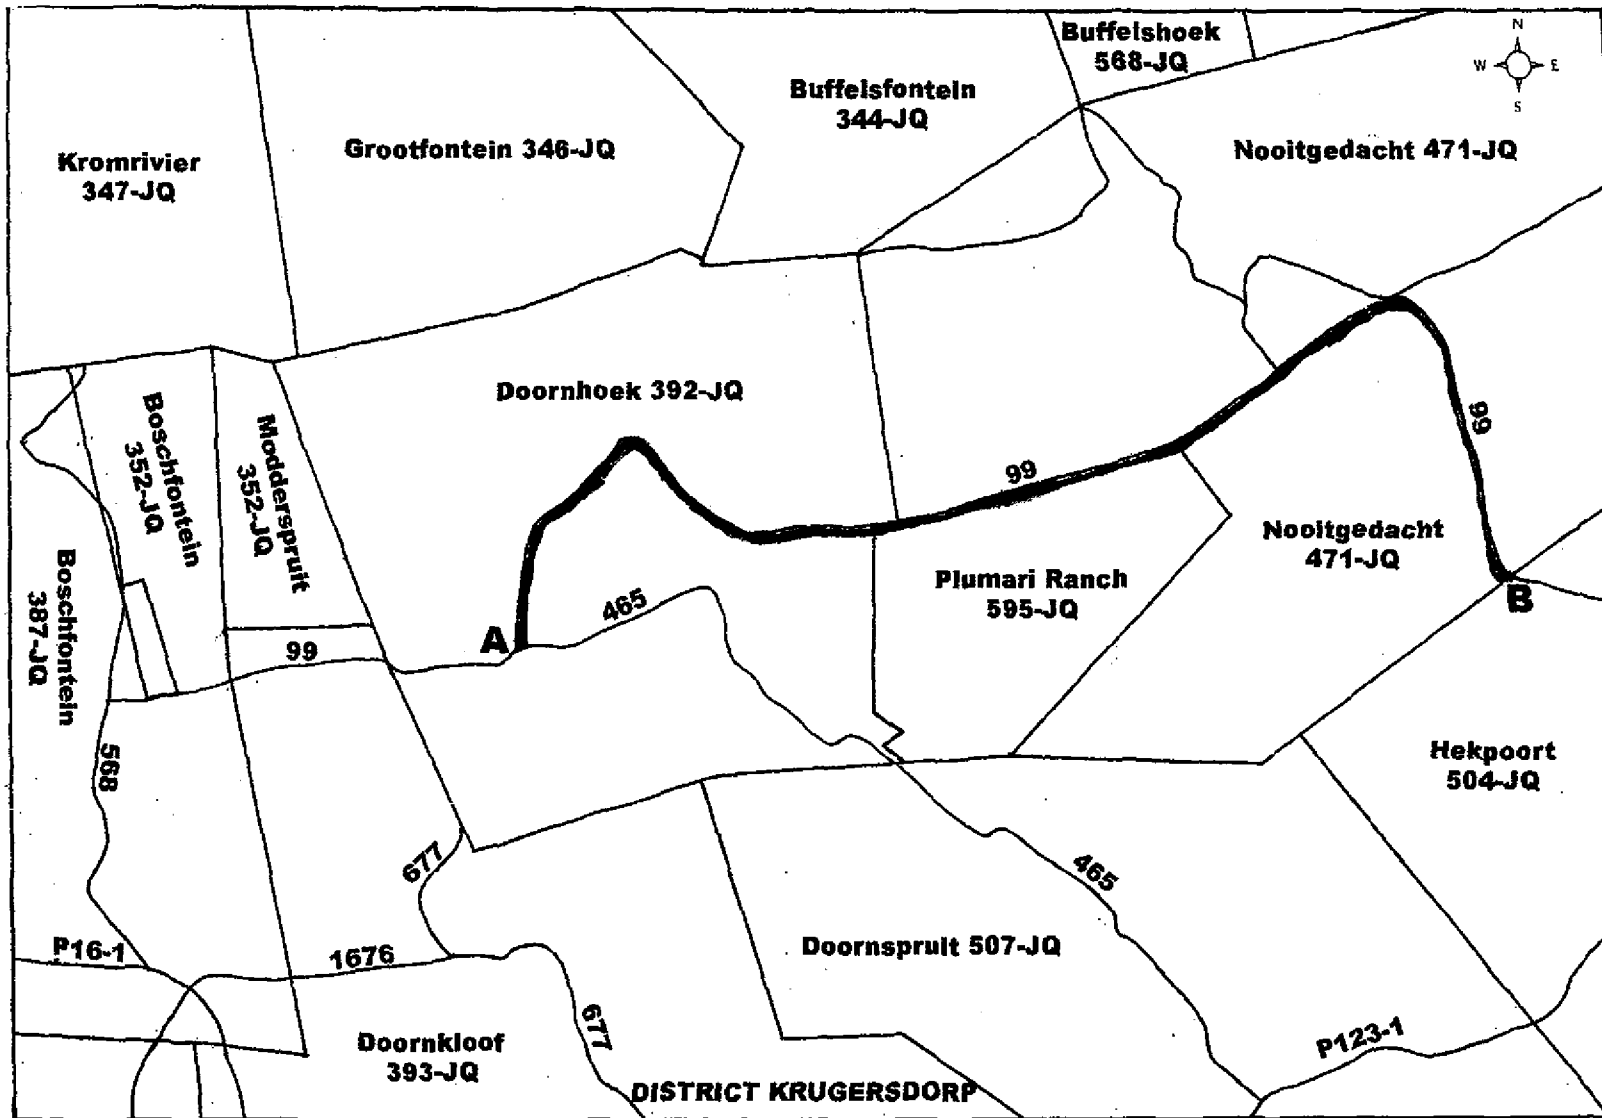 Buffelshoek
568-JQ
N
W E
S
Buffelsfontein
344-JQ
Grootfontein 346-JQ
Nooitgedacht 471-JQ
Kromrivier
347-JQ
Doornhoek 392-JQ
Boschfontein
352-JQ
Modderspruit
352-JQ
99
99
Nooitgedacht
471-JQ
Plumari Ranch
595-JQ
B
465
A
99
Boschfontein
387-JQ
568
Hekpoort
504-JQ
677
465
P16-1
1676
Doornspruit 507-JQ
677
P123-1
Doornkloof
393-JQ
DISTRICT KRUGERSDORP